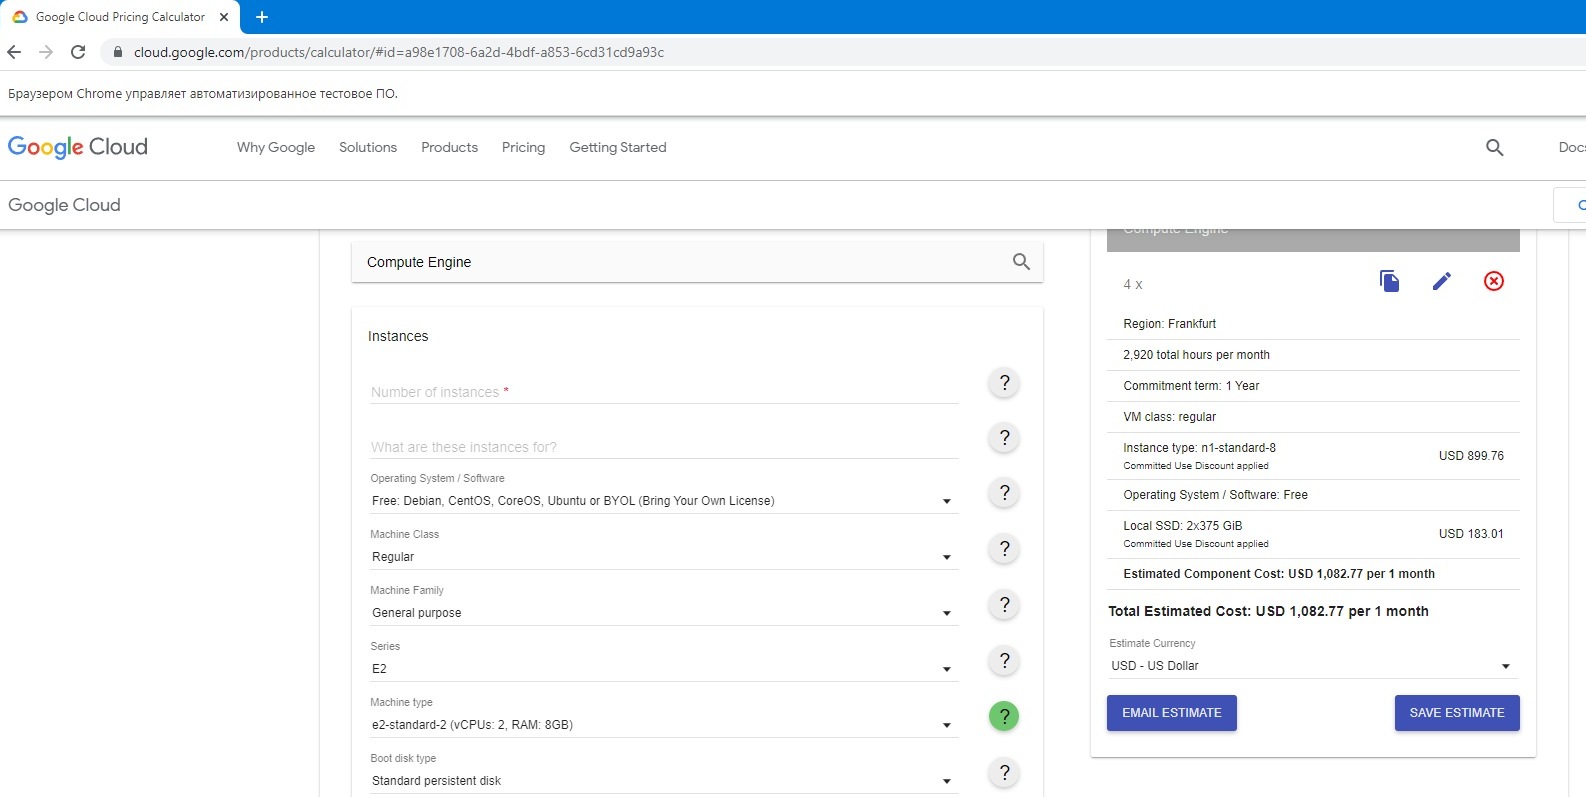 Google Cloud Pricing Calculator
cloud.google.com/products/calculator/#id=a98e1708-6a2d-4bdf-a853-6cd31cd9a93c
Браузером Chrome управляет автоматизированное тестовое ПО.
Google Cloud
Why Google
Solutions
Products
Pricing
Getting Started
Docs
Google Cloud
Compute Engine
Instances
Number of instances *
?
What are these instances for?
?
Operating System / Software
Free: Debian, CentOS, CoreOS, Ubuntu or BYOL (Bring Your Own License)
?
Machine Class
Regular
?
Machine Family
General purpose
?
Series
E2
?
Machine type
e2-standard-2 (vCPUs: 2, RAM: 8GB)
?
Boot disk type
Standard persistent disk
?
Compute Engine
4 x
Region: Frankfurt
2,920 total hours per month
Commitment term: 1 Year
VM class: regular
Instance type: n1-standard-8
Committed Use Discount applied
USD 899.76
Operating System / Software: Free
Local SSD: 2x375 GiB
Committed Use Discount applied
USD 183.01
Estimated Component Cost: USD 1,082.77 per 1 month
Total Estimated Cost: USD 1,082.77 per 1 month
Estimate Currency
USD - US Dollar
EMAIL ESTIMATE
SAVE ESTIMATE